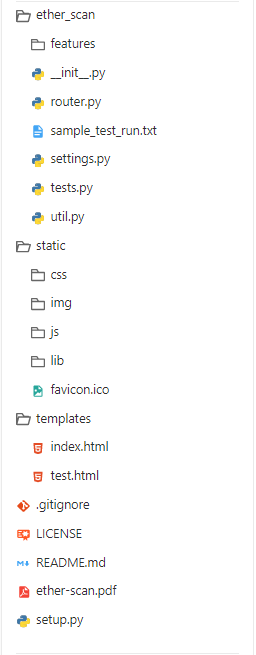 ether_scan
features
__init__.py
router.py
sample_test_run.txt
settings.py
tests.py
util.py
static
css
img
js
lib
favicon.ico
templates
index.html
test.html
.gitignore
LICENSE
README.md
ether-scan.pdf
setup.py